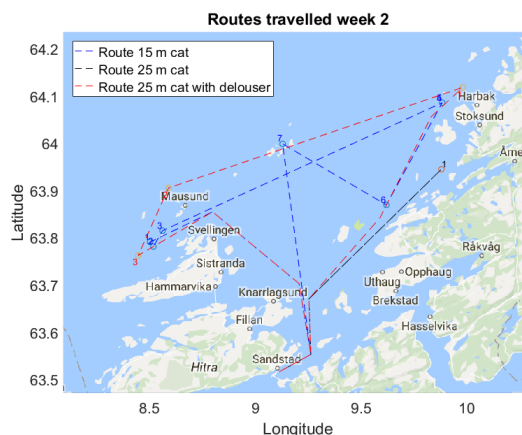 Routes travelled week 2
Route 15 m cat
Route 25 m cat
Route 25 m cat with delouser
64.2
64.1
64
63.9
63.8
63.7
63.6
63.5
Latitude
Harbak
Stoksund
7
1
Årne
Mausund
6
3
2
3
Svellingen
Råkvåg
Sistranda
Opphaug
Hammarvika
Uthaug
Knarrlagsund
Brekstad
Fillan
Hasselvika
Sandstad
Hitra
8.5
9
9.5
10
Longitude